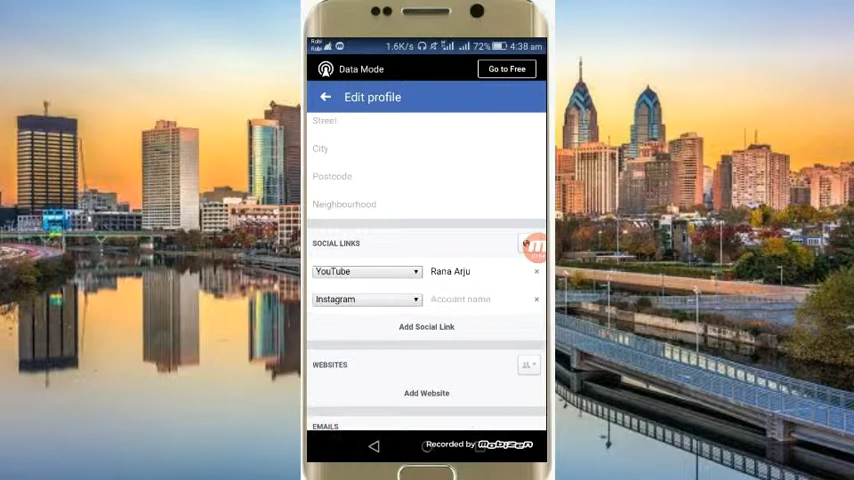 Robi
Robi
1.6K/s 72% 4:38 am
Data Mode
Go to Free
Edit profile
Street
City
Postcode
Neighbourhood
SOCIAL LINKS
YouTube Rana Arju ×
Instagram Account name ×
Add Social Link
WEBSITES
Add Website
EMAILS
Recorded by Mobizen